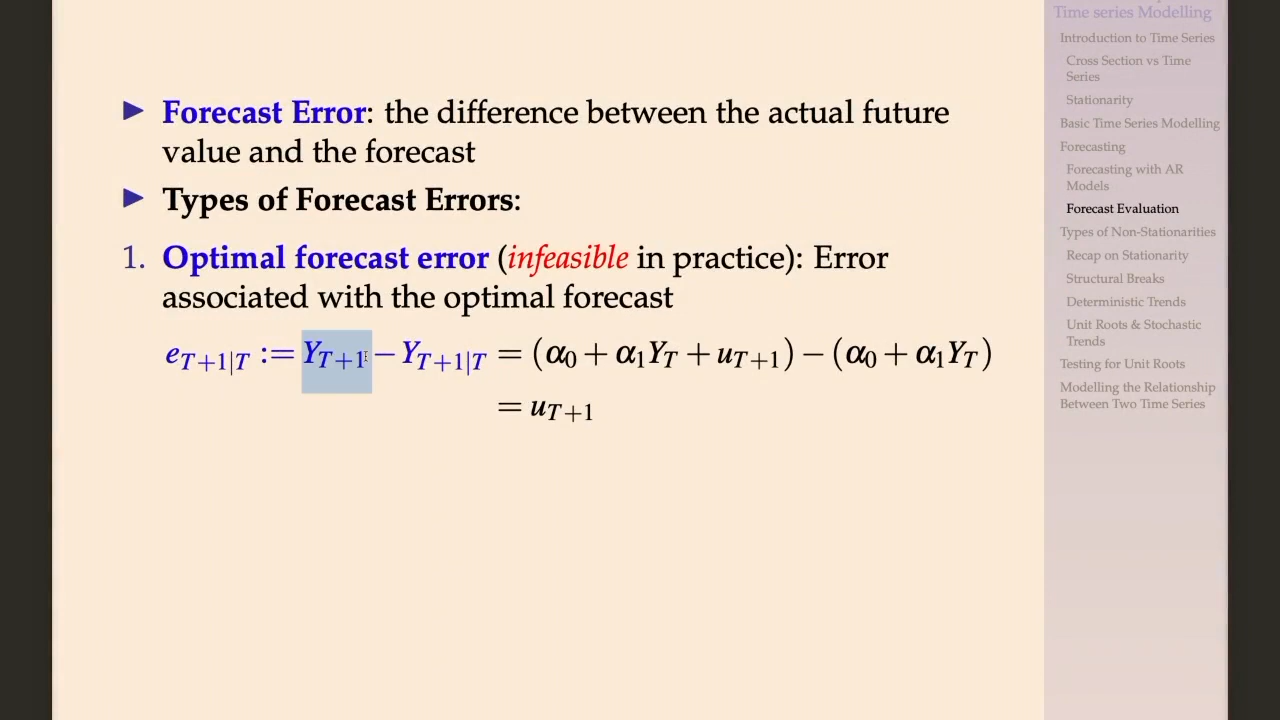 ▶ Forecast Error: the difference between the actual future
value and the forecast
▶ Types of Forecast Errors:
1. Optimal forecast error (infeasible in practice): Error
associated with the optimal forecast
e_{T+1|T} := Y_{T+1} − Y_{T+1|T} = (α₀ + α₁Y_T + u_{T+1}) − (α₀ + α₁Y_T)
= u_{T+1}
Time series Modelling
Introduction to Time Series
Cross Section vs Time
Series
Stationarity
Basic Time Series Modelling
Forecasting
Forecasting with AR
Models
Forecast Evaluation
Types of Non-Stationarities
Recap on Stationarity
Structural Breaks
Deterministic Trends
Unit Roots & Stochastic
Trends
Testing for Unit Roots
Modelling the Relationship
Between Two Time Series